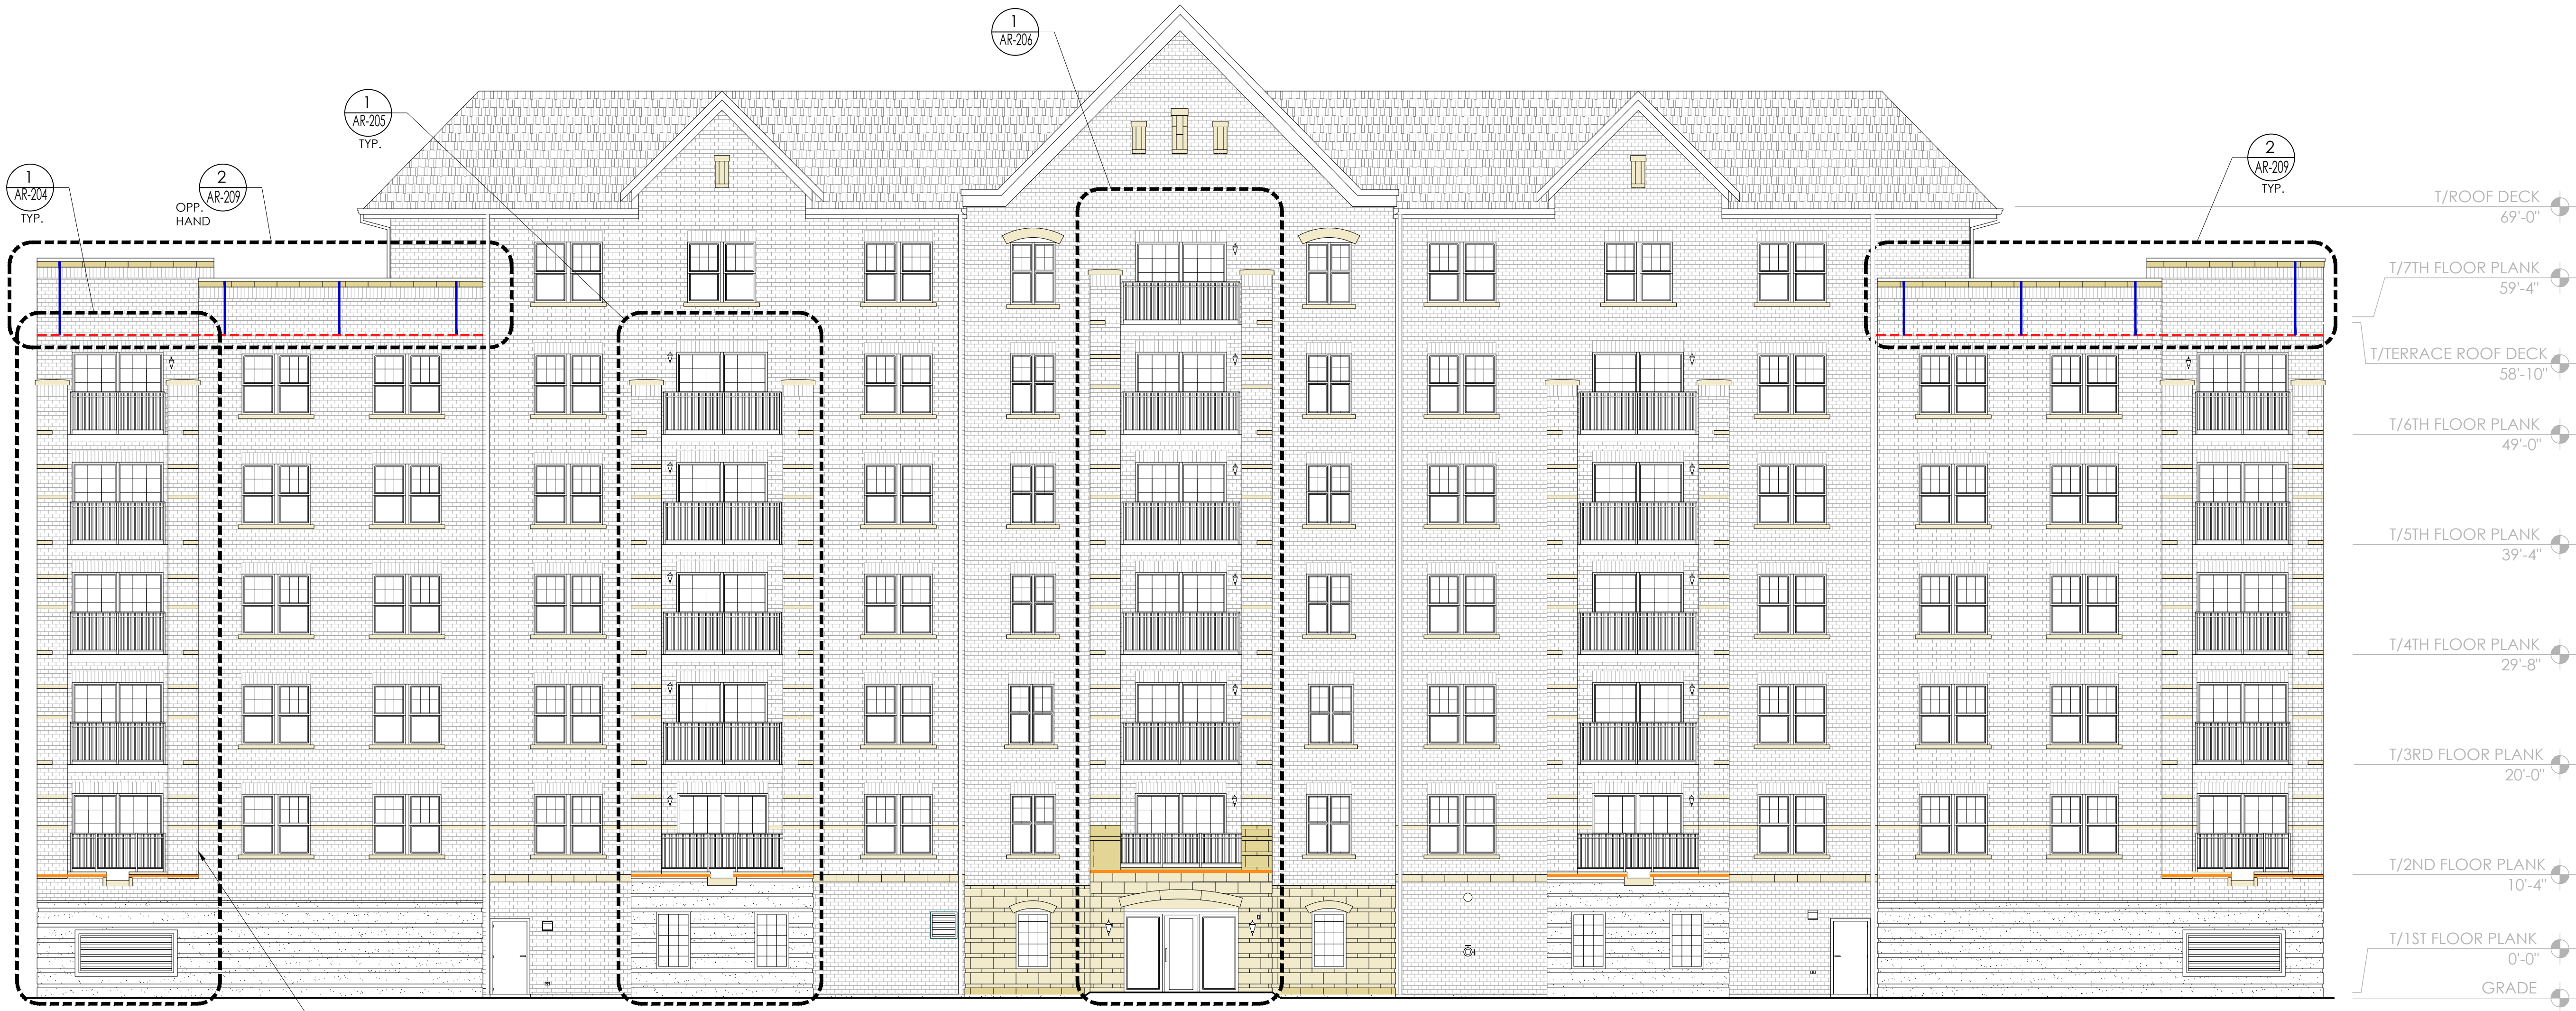 1
AR-206
1
AR-205
TYP.
1
AR-204
TYP.
2
AR-209
OPP.
HAND
2
AR-209
TYP.
T/ROOF DECK
69'-0"
T/7TH FLOOR PLANK
59'-4"
T/TERRACE ROOF DECK
58'-10"
T/6TH FLOOR PLANK
49'-0"
T/5TH FLOOR PLANK
39'-4"
T/4TH FLOOR PLANK
29'-8"
T/3RD FLOOR PLANK
20'-0"
T/2ND FLOOR PLANK
10'-4"
T/1ST FLOOR PLANK
0'-0"
GRADE